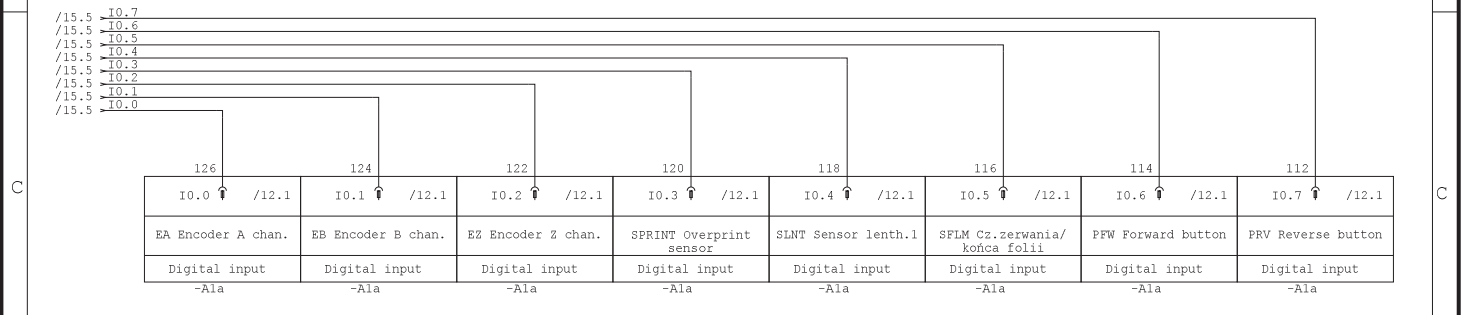 /15.5 I0.7
/15.5 I0.6
/15.5 I0.5
/15.5 I0.4
/15.5 I0.3
/15.5 I0.2
/15.5 I0.1
/15.5 I0.0
126 124 122 120 118 116 114 112
C I0.0 /12.1 I0.1 /12.1 I0.2 /12.1 I0.3 /12.1 I0.4 /12.1 I0.5 /12.1 I0.6 /12.1 I0.7 /12.1 C
EA Encoder A chan. EB Encoder B chan. EZ Encoder Z chan. SPRINT Overprint SLNT Sensor lenth.1 SFLM Cz.zerwania/ PFW Forward button PRV Reverse button
sensor końca folii
Digital input Digital input Digital input Digital input Digital input Digital input Digital input Digital input
-A1a -A1a -A1a -A1a -A1a -A1a -A1a -A1a